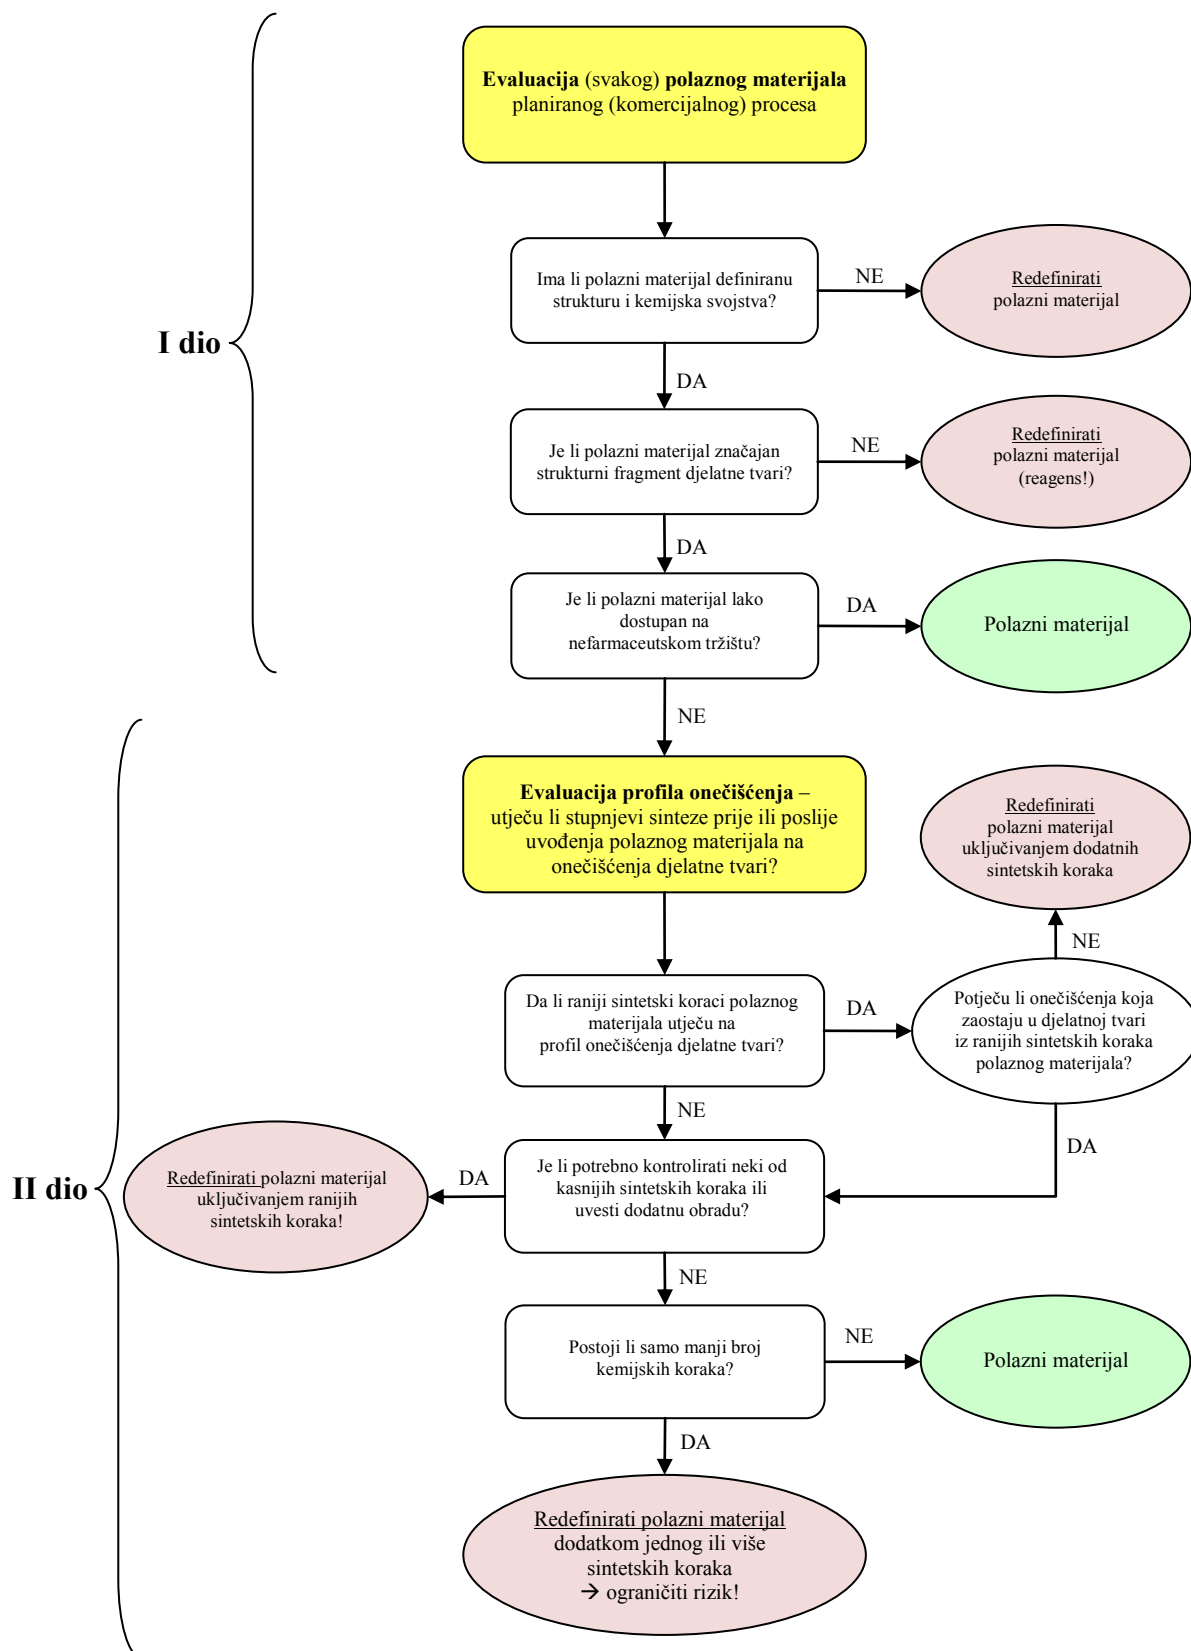 Evaluacija (svakog) polaznog materijala
planiranog (komercijalnog) procesa
I dio
Ima li polazni materijal definiranu
strukturu i kemijska svojstva?
NE
Redefinirati
polazni materijal
DA
Je li polazni materijal značajan
strukturni fragment djelatne tvari?
NE
Redefinirati
polazni materijal
(reagens!)
DA
Je li polazni materijal lako
dostupan na
nefarmaceutskom tržištu?
DA
Polazni materijal
NE
II dio
Evaluacija profila onečišćenja –
utječu li stupnjevi sinteze prije ili poslije
uvođenja polaznog materijala na
onečišćenja djelatne tvari?
Redefinirati
polazni materijal
uključivanjem dodatnih
sintetskih koraka
NE
Da li raniji sintetski koraci polaznog
materijala utječu na
profil onečišćenja djelatne tvari?
DA
Potječu li onečišćenja koja
zaostaju u djelatnoj tvari
iz ranijih sintetskih koraka
polaznog materijala?
NE
DA
Je li potrebno kontrolirati neki od
kasnijih sintetskih koraka ili
uvesti dodatnu obradu?
DA
Redefinirati polazni materijal
uključivanjem ranijih
sintetskih koraka!
NE
Postoji li samo manji broj
kemijskih koraka?
NE
Polazni materijal
DA
Redefinirati polazni materijal
dodatkom jednog ili više
sintetskih koraka
→ ograničiti rizik!